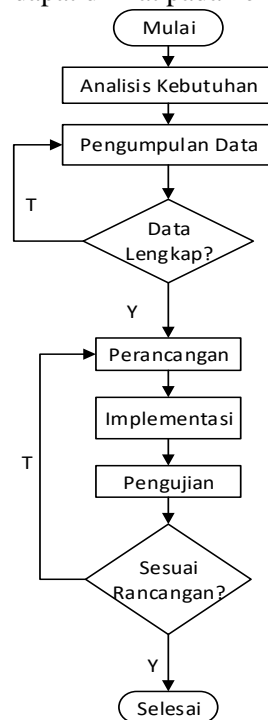 Mulai
Analisis Kebutuhan
Pengumpulan Data
T
Data
Lengkap?
Y
Perancangan
Implementasi
T
Pengujian
Sesuai
Rancangan?
Y
Selesai